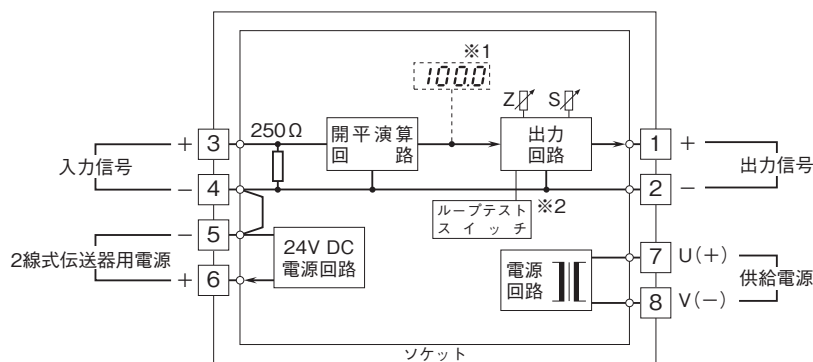 ※1
100.0
Z
S
250Ω
開平演算
回路
出力
回路
入力信号
+
3
−
4
1
+
2
−
出力信号
ループテスト
スイッチ
※2
2線式伝送器用電源
−
5
+
6
24V DC
電源回路
電源
回路
7
U(+)
8
V(−)
供給電源
ソケット